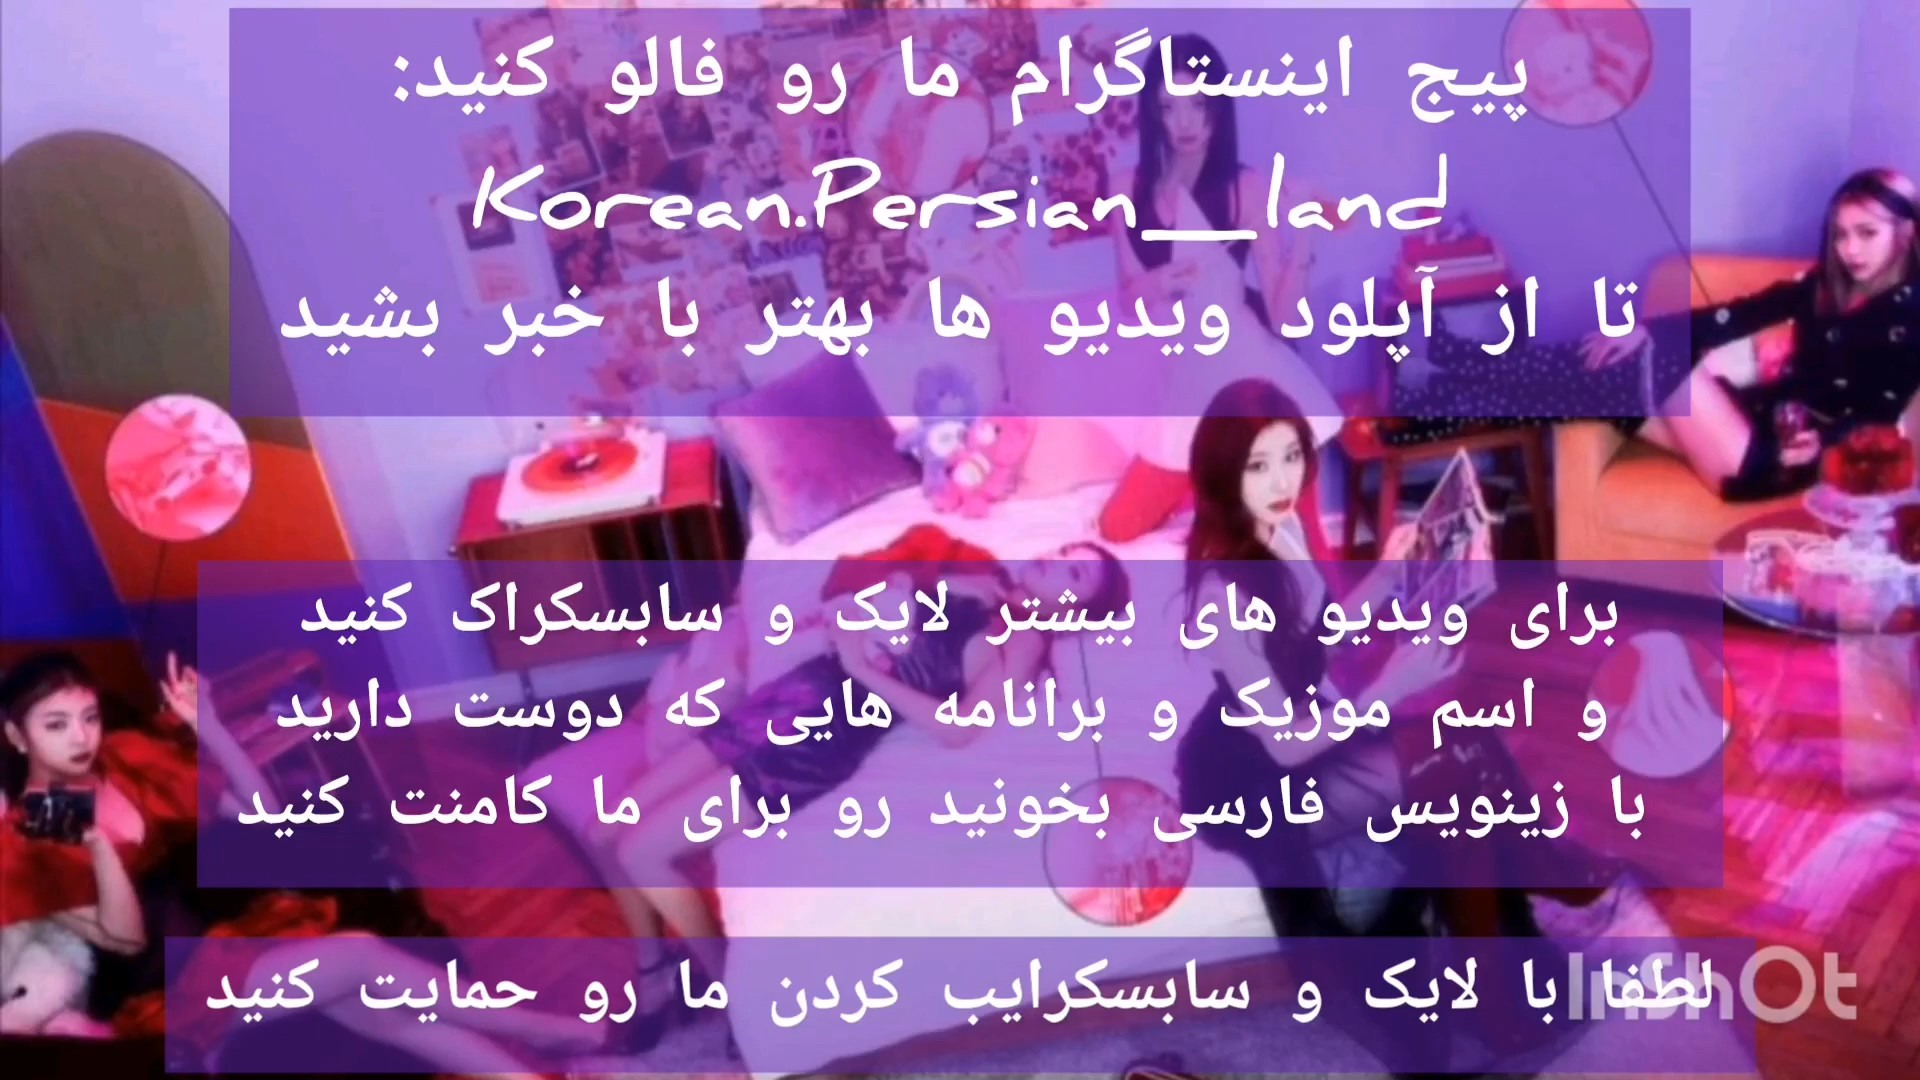 پیج اینستاگرام ما رو فالو کنید:
Korean.Persian__land
تا از آپلود ویدیو ها بهتر با خبر بشید
برای ویدیو های بیشتر لایک و سابسکراک کنید
و اسم موزیک و برانامه هایی که دوست دارید
با زینویس فارسی بخونید رو برای ما کامنت کنید
لطفا با لایک و سابسکرایب کردن ما رو حمایت کنید
InShOt